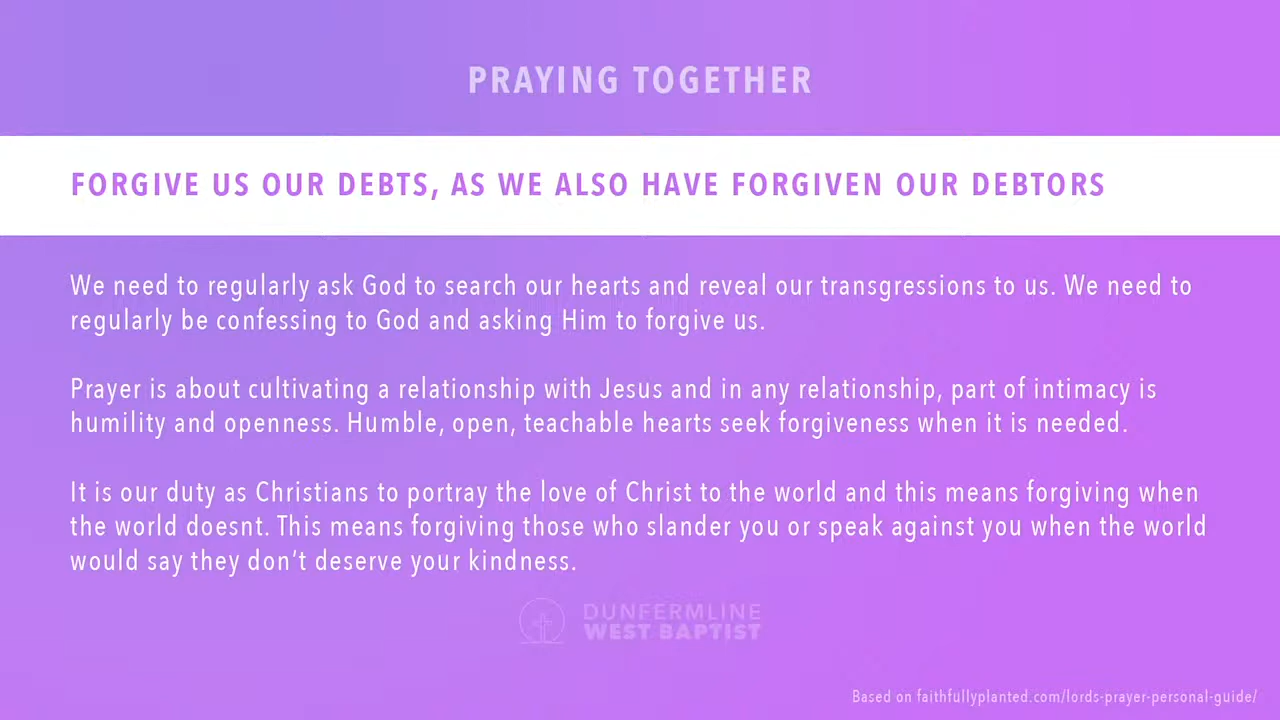 PRAYING TOGETHER
FORGIVE US OUR DEBTS, AS WE ALSO HAVE FORGIVEN OUR DEBTORS
We need to regularly ask God to search our hearts and reveal our transgressions to us. We need to
regularly be confessing to God and asking Him to forgive us.
Prayer is about cultivating a relationship with Jesus and in any relationship, part of intimacy is
humility and openness. Humble, open, teachable hearts seek forgiveness when it is needed.
It is our duty as Christians to portray the love of Christ to the world and this means forgiving when
the world doesnt. This means forgiving those who slander you or speak against you when the world
would say they don’t deserve your kindness.
DUNFERMLINE
WEST BAPTIST
Based on faithfullyplanted.com/lords-prayer-personal-guide/